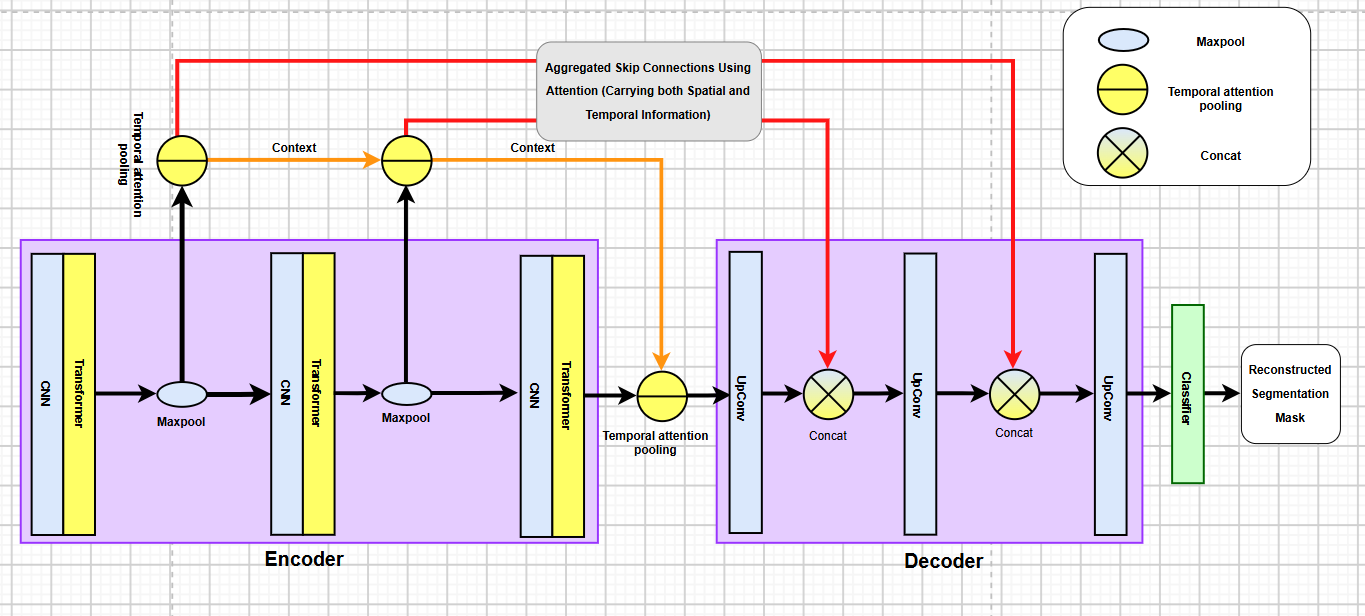 Aggregated Skip Connections Using
Attention (Carrying both Spatial and
Temporal Information)
Maxpool
Temporal attention
pooling
Concat
Temporal attention
pooling
Context
Context
CNN
Transformer
Maxpool
CNN
Transformer
Maxpool
CNN
Transformer
Temporal attention
pooling
UpConv
Concat
UpConv
Concat
UpConv
Classifier
Reconstructed
Segmentation
Mask
Encoder
Decoder